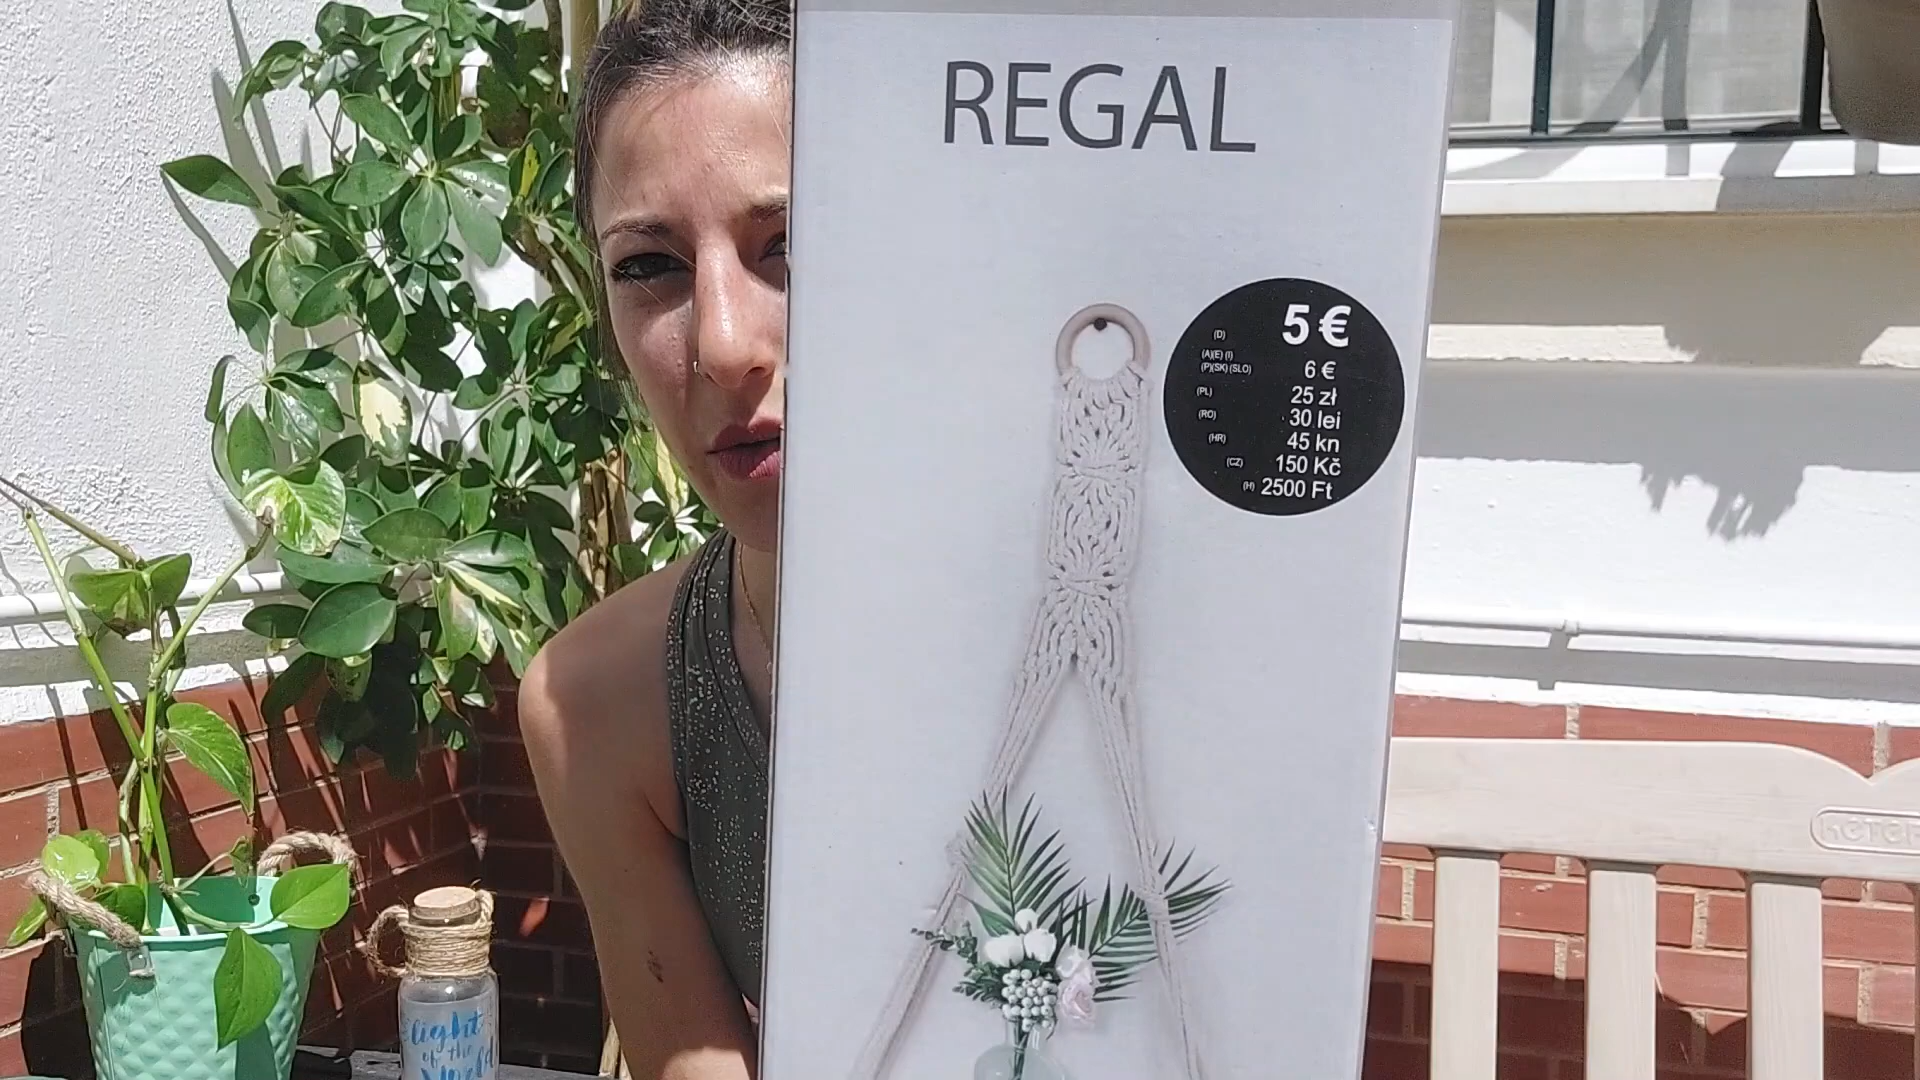 REGAL
(D) 5 €
(A)(E) (I)
(P)(SK) (SLO) 6 €
(PL) 25 zł
(RO) 30 lei
(HR) 45 kn
(CZ) 150 Kč
(H) 2500 Ft
light
of the